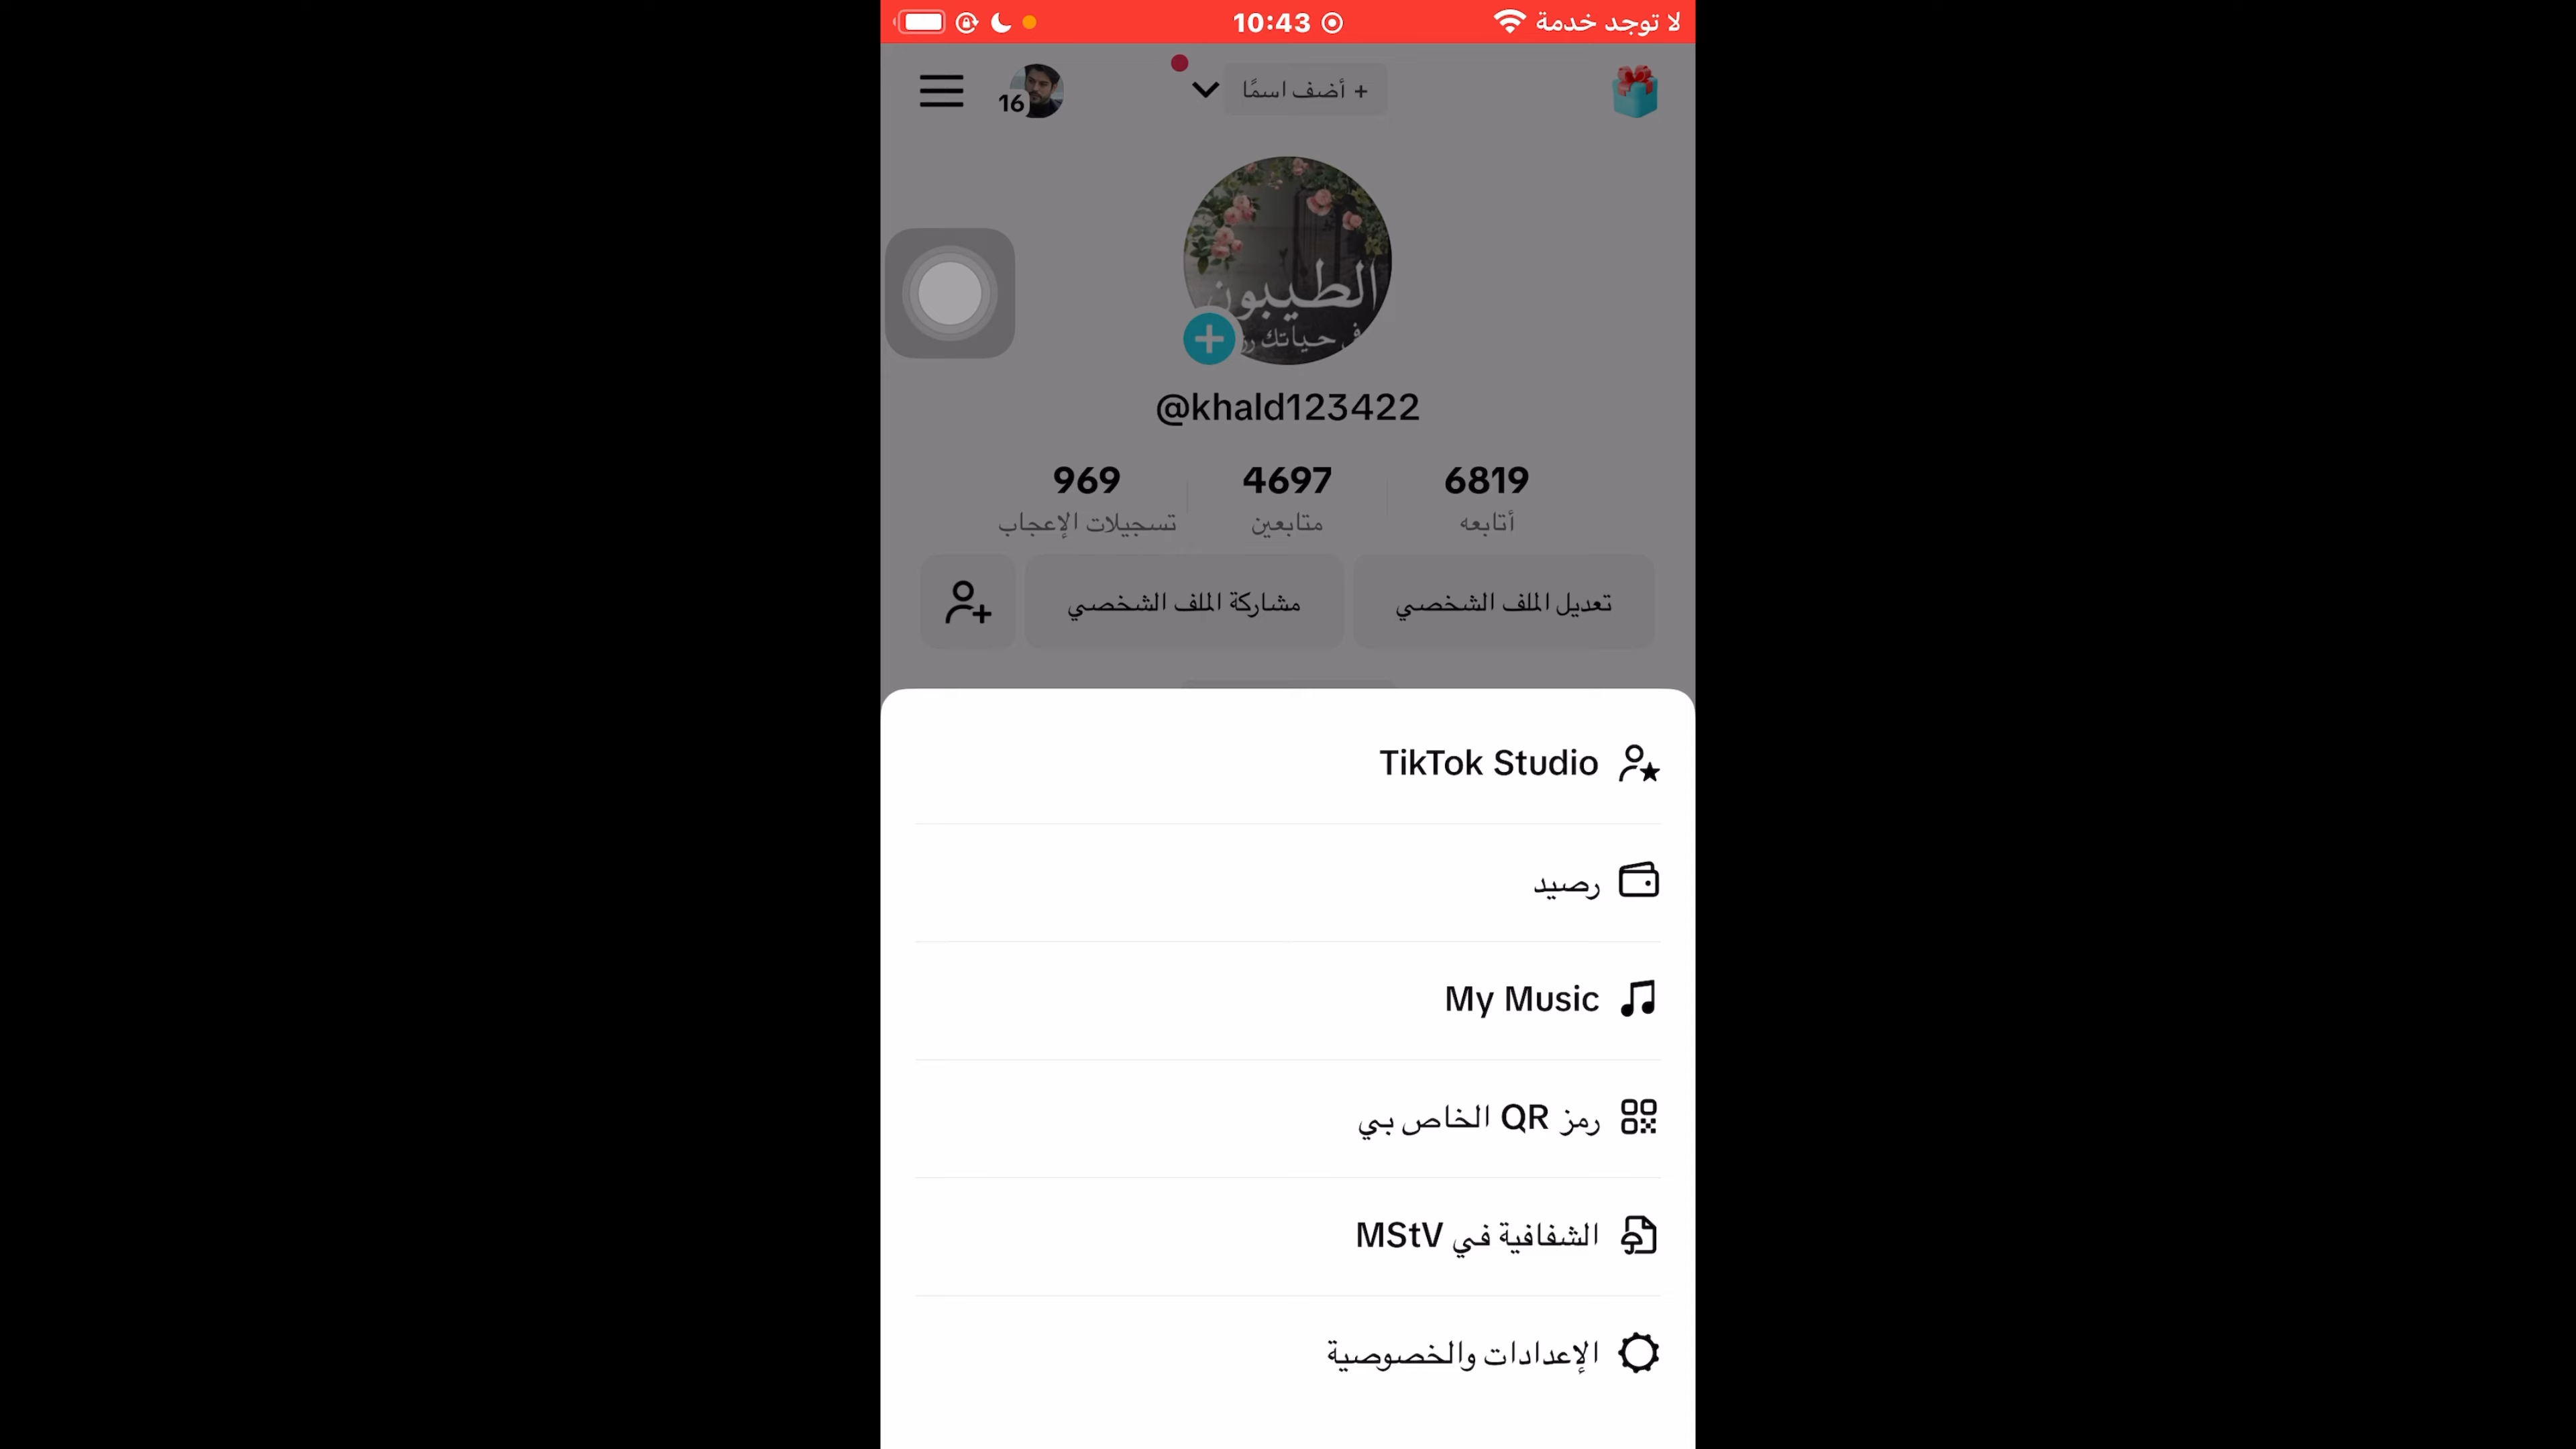 لا توجد خدمة
10:43
+ أضف اسمًا
16
الطيبون
في حياتك
@khald123422
6819
أتابعه
4697
متابعين
969
تسجيلات الإعجاب
تعديل الملف الشخصي
مشاركة الملف الشخصي
TikTok Studio
رصيد
My Music
رمز QR الخاص بي
الشفافية في MStV
الإعدادات والخصوصية